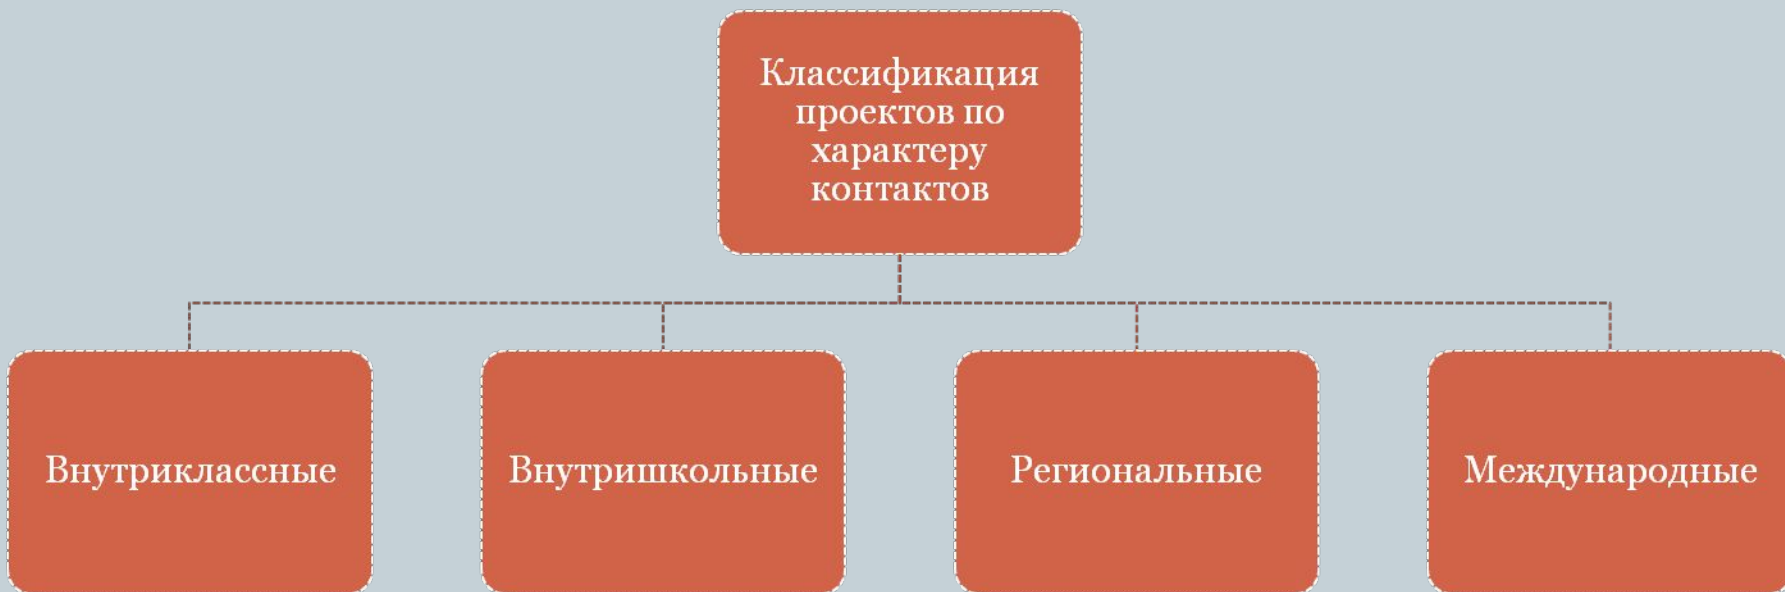 Классификация
проектов по
характеру
контактов
Внутриклассные
Внутришкольные
Региональные
Международные